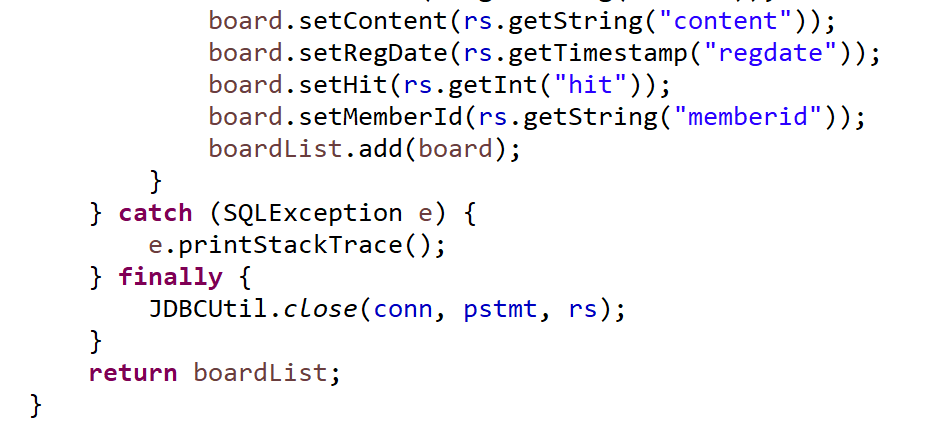 board.setContent(rs.getString("content"));
board.setRegDate(rs.getTimestamp("regdate"));
board.setHit(rs.getInt("hit"));
board.setMemberId(rs.getString("memberid"));
boardList.add(board);
}
} catch (SQLException e) {
e.printStackTrace();
} finally {
JDBCUtil.close(conn, pstmt, rs);
}
return boardList;
}